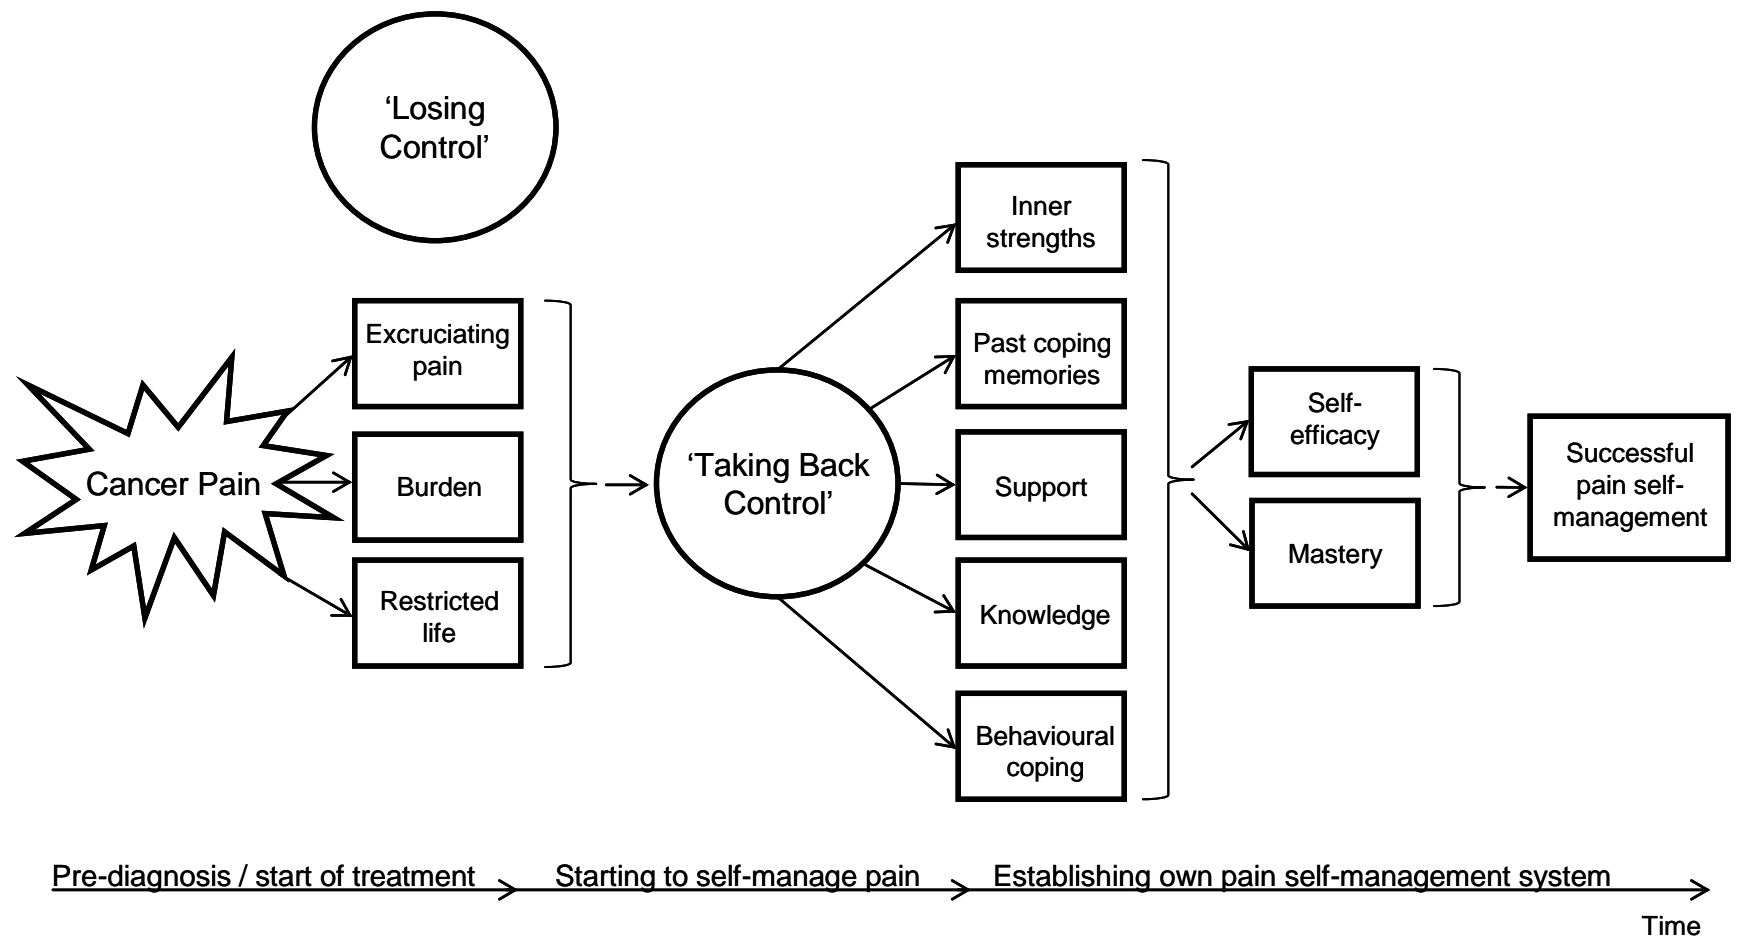 ‘Losing
Control’
Cancer Pain
Excruciating
pain
Burden
Restricted
life
‘Taking Back
Control’
Inner
strengths
Past coping
memories
Support
Knowledge
Behavioural
coping
Self-
efficacy
Mastery
Successful
pain self-
management
Pre-diagnosis / start of treatment
Starting to self-manage pain
Establishing own pain self-management system
Time